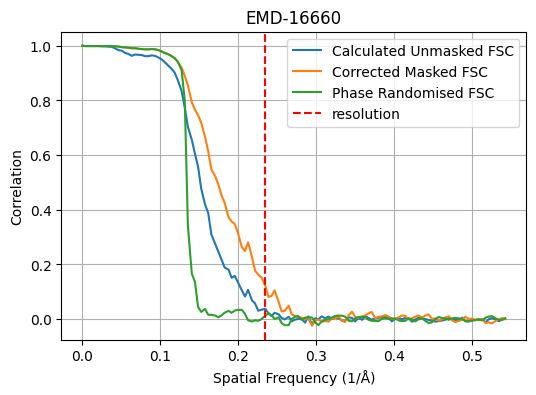 EMD-16660
Calculated Unmasked FSC
Corrected Masked FSC
Phase Randomised FSC
resolution
Correlation
1.0
0.8
0.6
0.4
0.2
0.0
0.0 0.1 0.2 0.3 0.4 0.5
Spatial Frequency (1/Å)